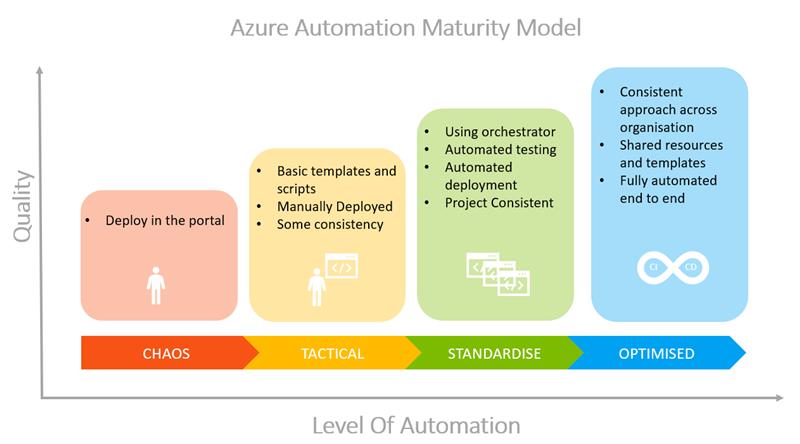 Azure Automation Maturity Model
Quality
• Deploy in the portal
• Basic templates and
scripts
• Manually Deployed
• Some consistency
</>
• Using orchestrator
• Automated testing
• Automated
deployment
• Project Consistent
</>
</>
</>
• Consistent
approach across
organisation
• Shared resources
and templates
• Fully automated
end to end
CI CD
CHAOS
TACTICAL
STANDARDISE
OPTIMISED
Level Of Automation